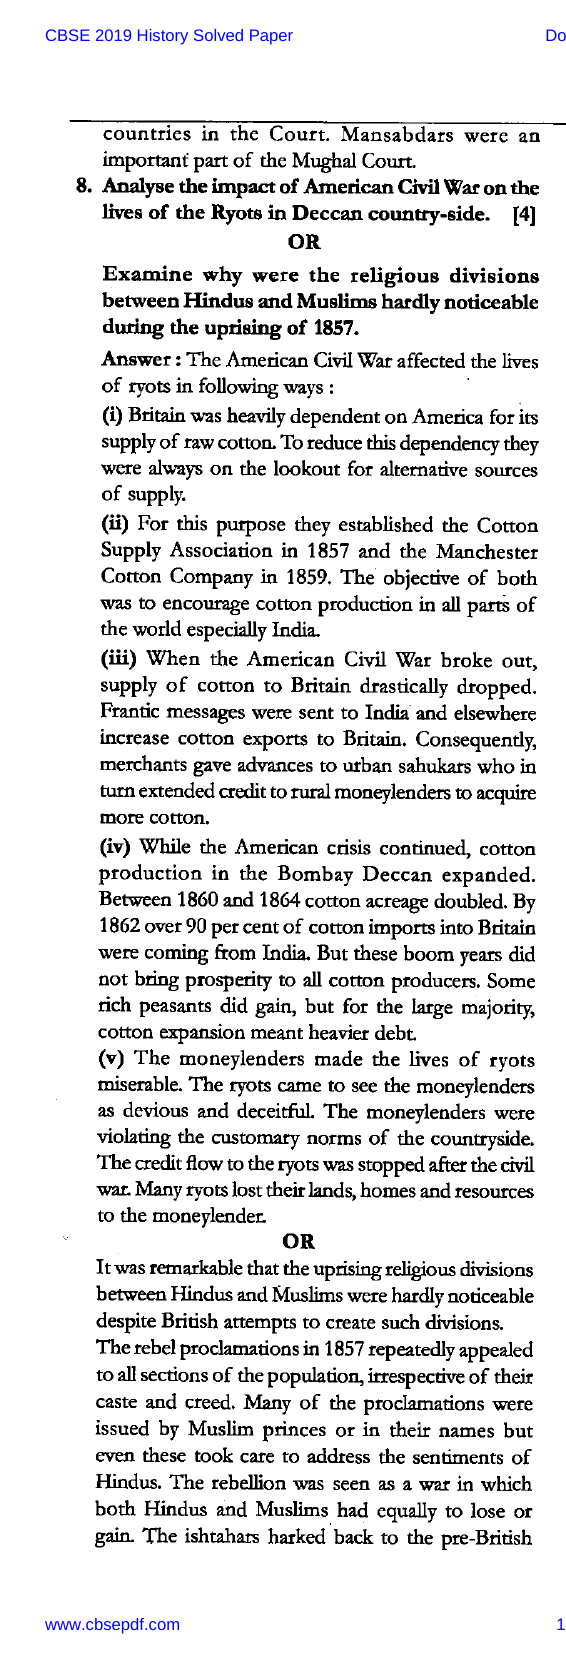 CBSE 2019 History Solved Paper
Do
countries in the Court. Mansabdars were an
important part of the Mughal Court.
8. Analyse the impact of American Civil War on the
lives of the Ryots in Deccan country-side. [4]
OR
Examine why were the religious divisions
between Hindus and Muslims hardly noticeable
during the uprising of 1857.
Answer : The American Civil War affected the lives
of ryots in following ways :
(i) Britain was heavily dependent on America for its
supply of raw cotton. To reduce this dependency they
were always on the lookout for alternative sources
of supply.
(ii) For this purpose they established the Cotton
Supply Association in 1857 and the Manchester
Cotton Company in 1859. The objective of both
was to encourage cotton production in all parts of
the world especially India.
(iii) When the American Civil War broke out,
supply of cotton to Britain drastically dropped.
Frantic messages were sent to India and elsewhere
increase cotton exports to Britain. Consequently,
merchants gave advances to urban sahukars who in
turn extended credit to rural moneylenders to acquire
more cotton.
(iv) While the American crisis continued, cotton
production in the Bombay Deccan expanded.
Between 1860 and 1864 cotton acreage doubled. By
1862 over 90 per cent of cotton imports into Britain
were coming from India. But these boom years did
not bring prosperity to all cotton producers. Some
rich peasants did gain, but for the large majority,
cotton expansion meant heavier debt.
(v) The moneylenders made the lives of ryots
miserable. The ryots came to see the moneylenders
as devious and deceitful. The moneylenders were
violating the customary norms of the countryside.
The credit flow to the ryots was stopped after the civil
war. Many ryots lost their lands, homes and resources
to the moneylender.
OR
It was remarkable that the uprising religious divisions
between Hindus and Muslims were hardly noticeable
despite British attempts to create such divisions.
The rebel proclamations in 1857 repeatedly appealed
to all sections of the population, irrespective of their
caste and creed. Many of the proclamations were
issued by Muslim princes or in their names but
even these took care to address the sentiments of
Hindus. The rebellion was seen as a war in which
both Hindus and Muslims had equally to lose or
gain. The ishtahars harked back to the pre-British
www.cbsepdf.com
1